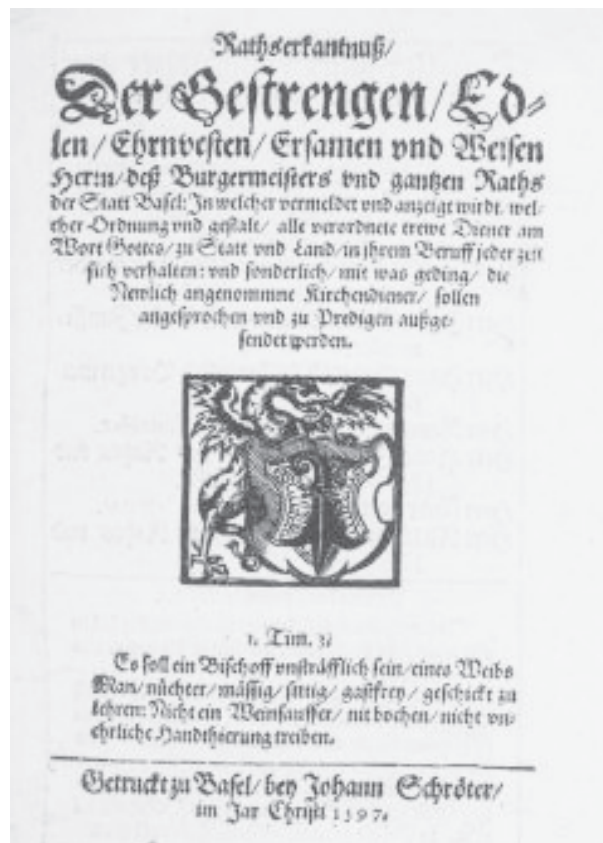 Rathserkantnuß/
Der Gestrengen/ Ed-
len/ Ehrnvesten/ Ersamen vnd Weisen
Herrn/ deß Burgermeisters vnd gantzen Raths
der Statt Basel: In welcher vermeldet vnd anzeigt wirdt, wel-
cher Ordnung vnd gestalt/ alle verordnete trewe Diener am
Wort Gottes/ zu Statt vnd Land/ in jhrem Beruff jeder zeit
sich verhalten: vnd sonderlich/ mit was geding/ die
Newlich angenommne Kirchendiener/ sollen
angesprochen vnd zu Predigen außge-
sendet werden.
1. Tim. 3/
Es soll ein Bischoff vnsträfflich sein/ eines Weibs
Man/ nüchter/ mässig/ sittig/ gastfrey/ geschickt zu
lehren: Nicht ein Weinsauffer/ nit bochen/ nicht vn-
ehrliche Handthierung treiben.
Getruckt zu Basel/ bey Johann Schröter/
im Jar Christi 1597.